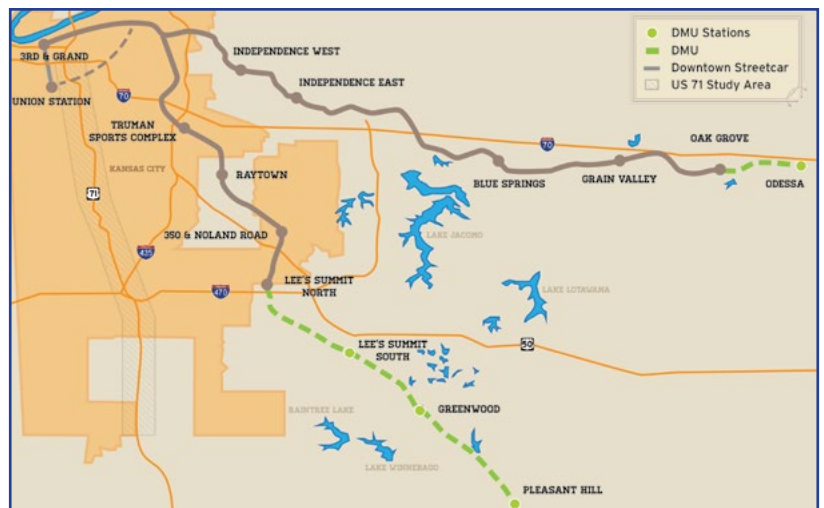 DMU Stations
DMU
Downtown Streetcar
US 71 Study Area
3RD & GRAND
INDEPENDENCE WEST
INDEPENDENCE EAST
UNION STATION
70
TRUMAN
SPORTS COMPLEX
KANSAS CITY
RAYTOWN
71
70
OAK GROVE
BLUE SPRINGS
GRAIN VALLEY
ODESSA
350 & NOLAND ROAD
LAKE JACOMO
435
470
LEE'S SUMMIT
NORTH
LAKE LOTAWANA
LEE'S SUMMIT
SOUTH
50
GREENWOOD
RAINTREE LAKE
LAKE WINNEBAGO
PLEASANT HILL